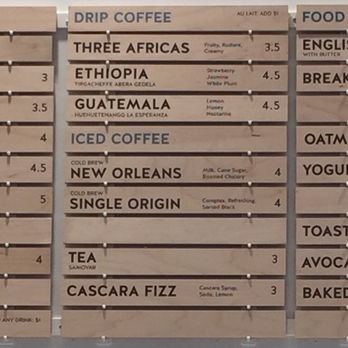 3
3.5
4
4.5
5
4
ANY DRINK: $1
DRIP COFFEE AU LAIT: ADD $1
THREE AFRICAS Fruity, Radiant, Creamy 3.5
ETHIOPIA Strawberry 4.5
YIRGACHEFFE ABERA GEDELA Jasmine
White Plum
GUATEMALA Lemon 4.5
HUEHUETENANGO LA ESPERANZA Honey
ICED COFFEE
COLD BREW
NEW ORLEANS Milk, Cane Sugar, Roasted Chicory 4
COLD BREW
SINGLE ORIGIN Complex, Refreshing, 4
TEA 3
SAMOVAR
CASCARA FIZZ Cascara Syrup, Soda, Lemon 3
FOOD
ENGLIS
WITH BUTTER
BREAK
OATM
YOGU
TOAST
AVOCA
BAKED